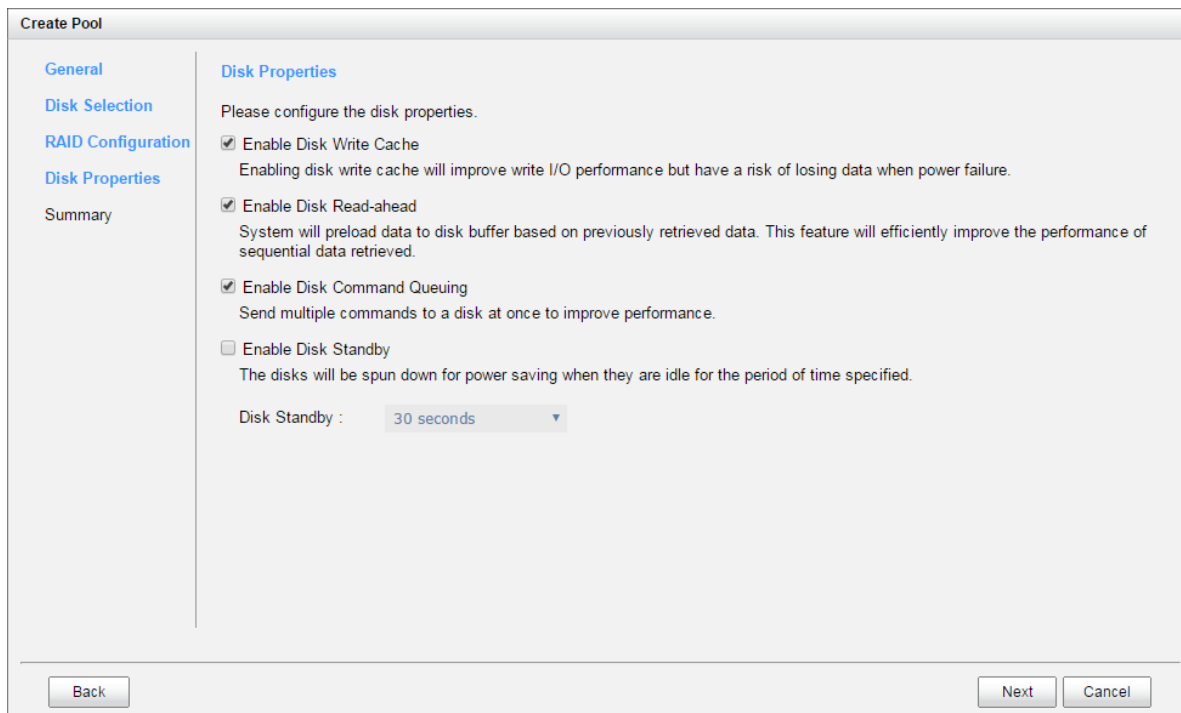 Create Pool
General
Disk Selection
RAID Configuration
Disk Properties
Summary
Disk Properties
Please configure the disk properties.
Enable Disk Write Cache
Enabling disk write cache will improve write I/O performance but have a risk of losing data when power failure.
Enable Disk Read-ahead
System will preload data to disk buffer based on previously retrieved data. This feature will efficiently improve the performance of
sequential data retrieved.
Enable Disk Command Queuing
Send multiple commands to a disk at once to improve performance.
Enable Disk Standby
The disks will be spun down for power saving when they are idle for the period of time specified.
Disk Standby : 30 seconds
Back Next Cancel